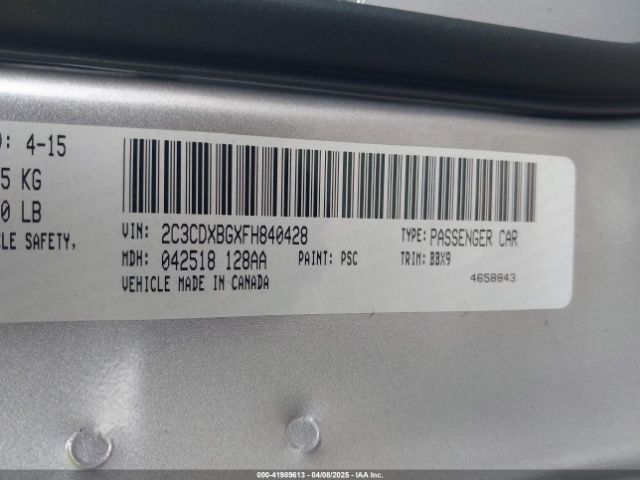 ): 4-15
5 KG
0 LB
CLE SAFETY,
VIN: 2C3CDXBGXFH840428 TYPE: PASSENGER CAR
MDH: 042518 128AA PAINT: PSC TRIM: BBX9
VEHICLE MADE IN CANADA 4658843
000-41989613 - 04/08/2025 - IAA, Inc.